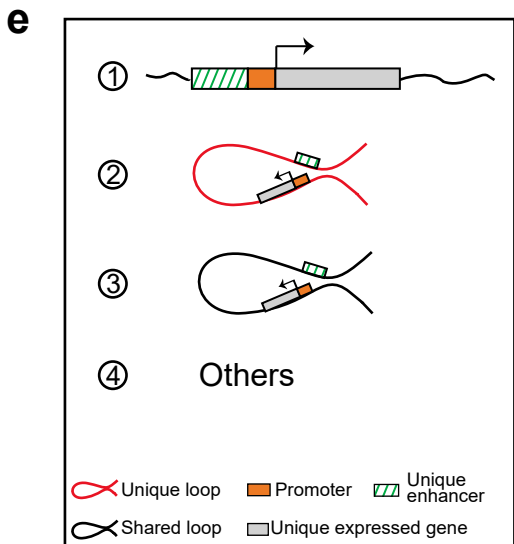 e
①
②
③
④ Others
Unique loop Promoter Unique enhancer
Shared loop Unique expressed gene